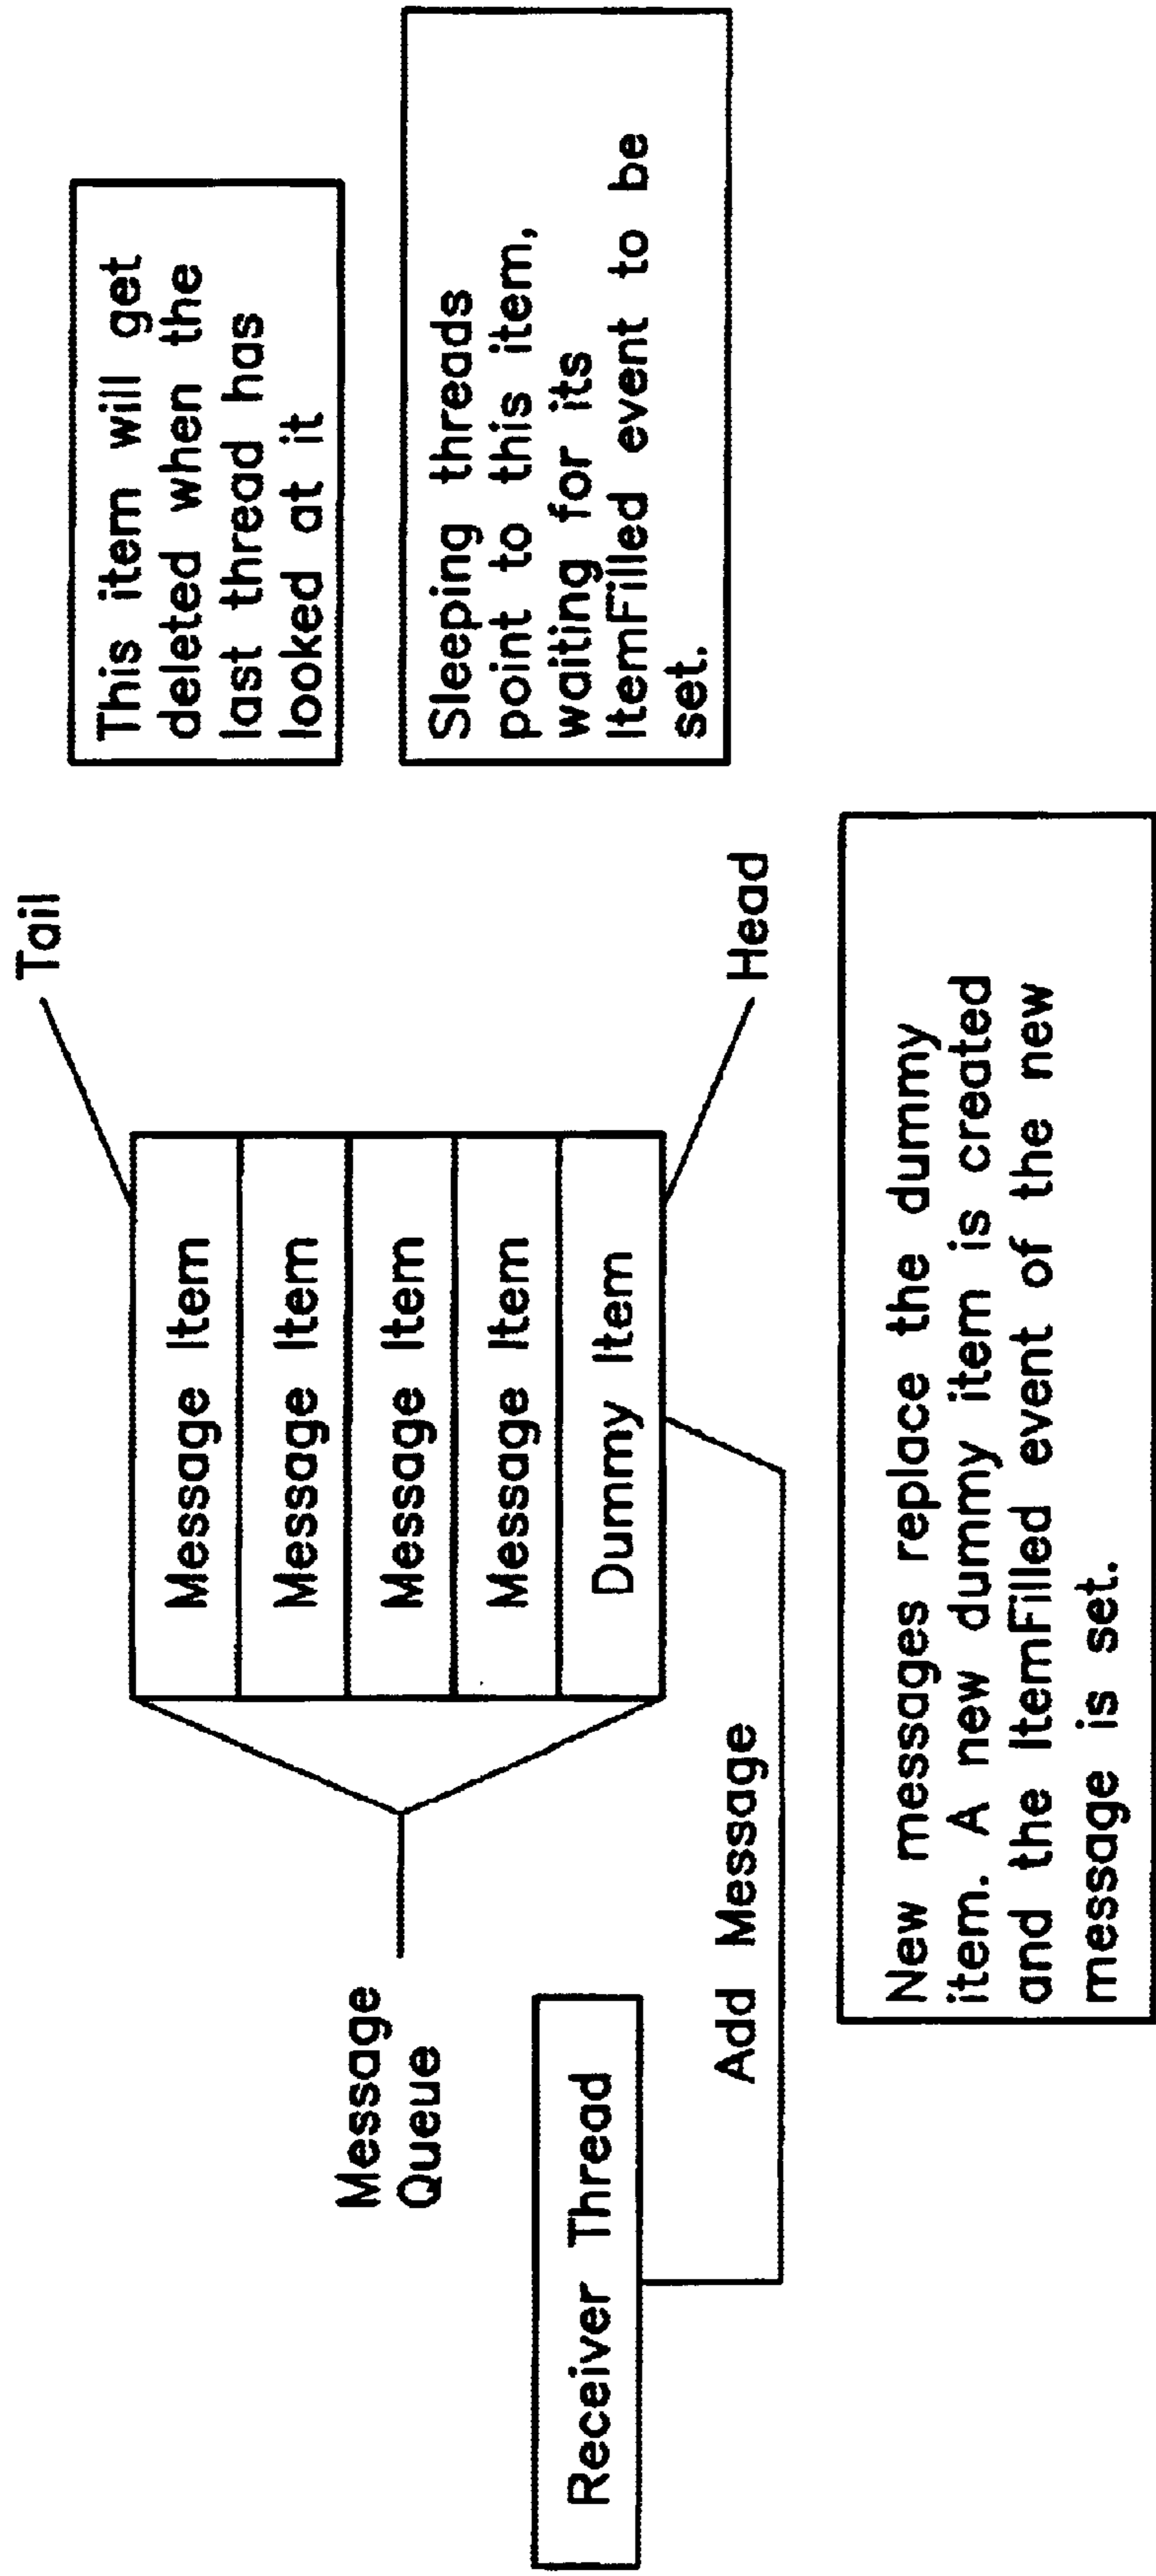 Tail
This item will get
deleted when the
last thread has
looked at it
Message
Queue
Message Item
Message Item
Message Item
Message Item
Dummy Item
Sleeping threads
point to this item,
waiting for its
ItemFilled event to be
set.
Receiver Thread
Add Message
Head
New messages replace the dummy
item. A new dummy item is created
and the ItemFilled event of the new
message is set.